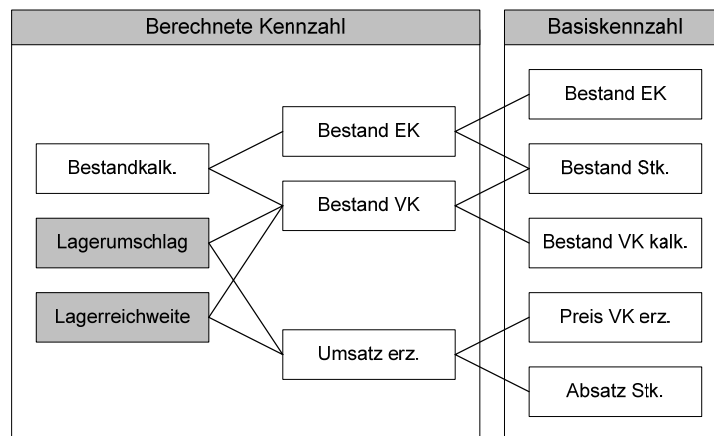 Berechnete Kennzahl
Bestandkalk.
Lagerumschlag
Lagerreichweite
Bestand EK
Bestand VK
Umsatz erz.
Basiskennzahl
Bestand EK
Bestand Stk.
Bestand VK kalk.
Preis VK erz.
Absatz Stk.